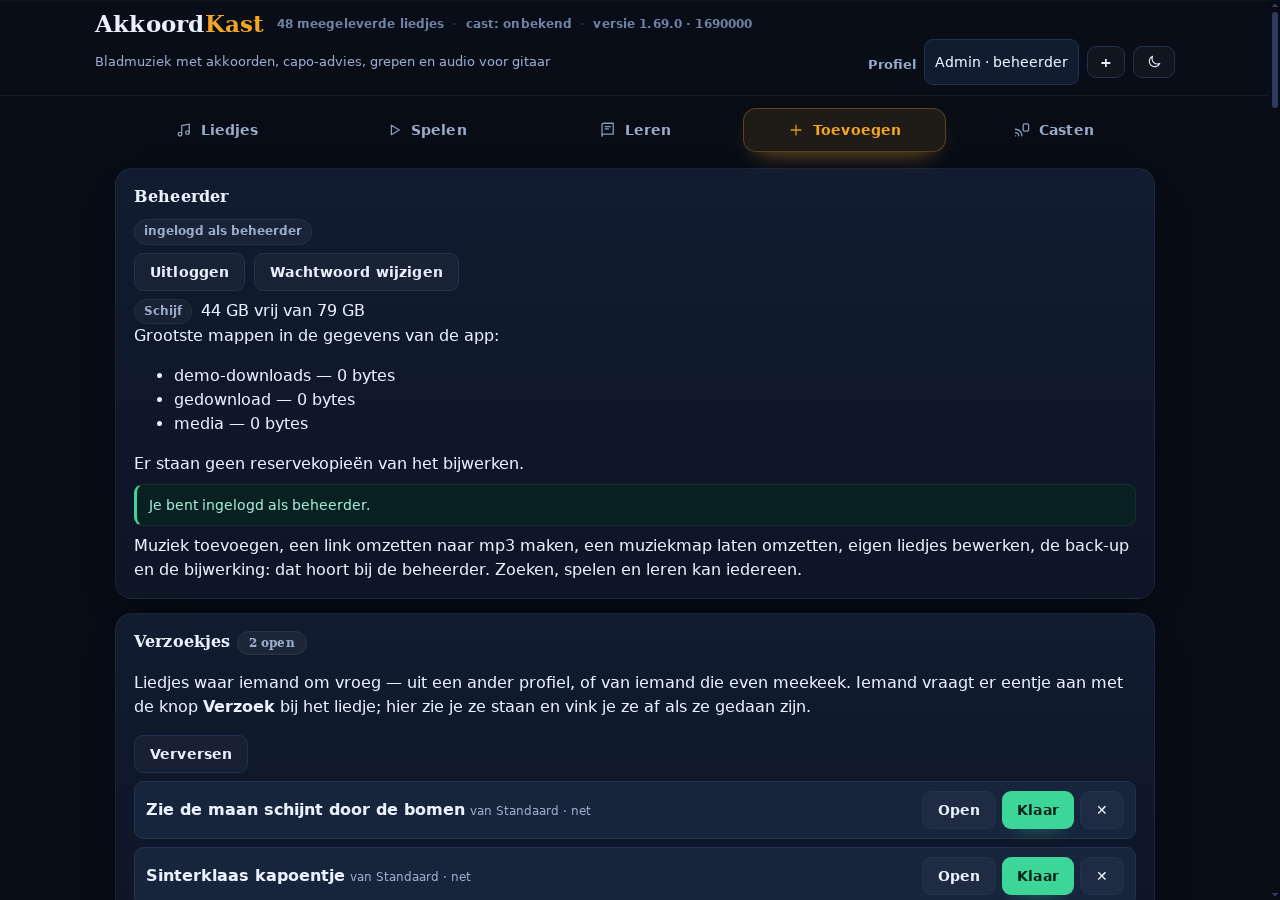 AkkoordKast 48 meegeleverde liedjes · cast: onbekend · versie 1.69.0 · 1690000
Bladmuziek met akkoorden, capo-advies, grepen en audio voor gitaar
Profiel Admin · beheerder +
Liedjes Spelen Leren Toevoegen Casten
Beheerder
ingelogd als beheerder
Uitloggen Wachtwoord wijzigen
Schijf 44 GB vrij van 79 GB
Grootste mappen in de gegevens van de app:
• demo-downloads — 0 bytes
• gedownload — 0 bytes
• media — 0 bytes
Er staan geen reservekopieën van het bijwerken.
Je bent ingelogd als beheerder.
Muziek toevoegen, een link omzetten naar mp3 maken, een muziekmap laten omzetten, eigen liedjes bewerken, de back-up
en de bijwerking: dat hoort bij de beheerder. Zoeken, spelen en leren kan iedereen.
Verzoekjes 2 open
Liedjes waar iemand om vroeg — uit een ander profiel, of van iemand die even meekeek. Iemand vraagt er eentje aan met
de knop Verzoek bij het liedje; hier zie je ze staan en vink je ze af als ze gedaan zijn.
Verversen
Zie de maan schijnt door de bomen van Standaard · net Open Klaar ✕
Sinterklaas kapoentje van Standaard · net Open Klaar ✕